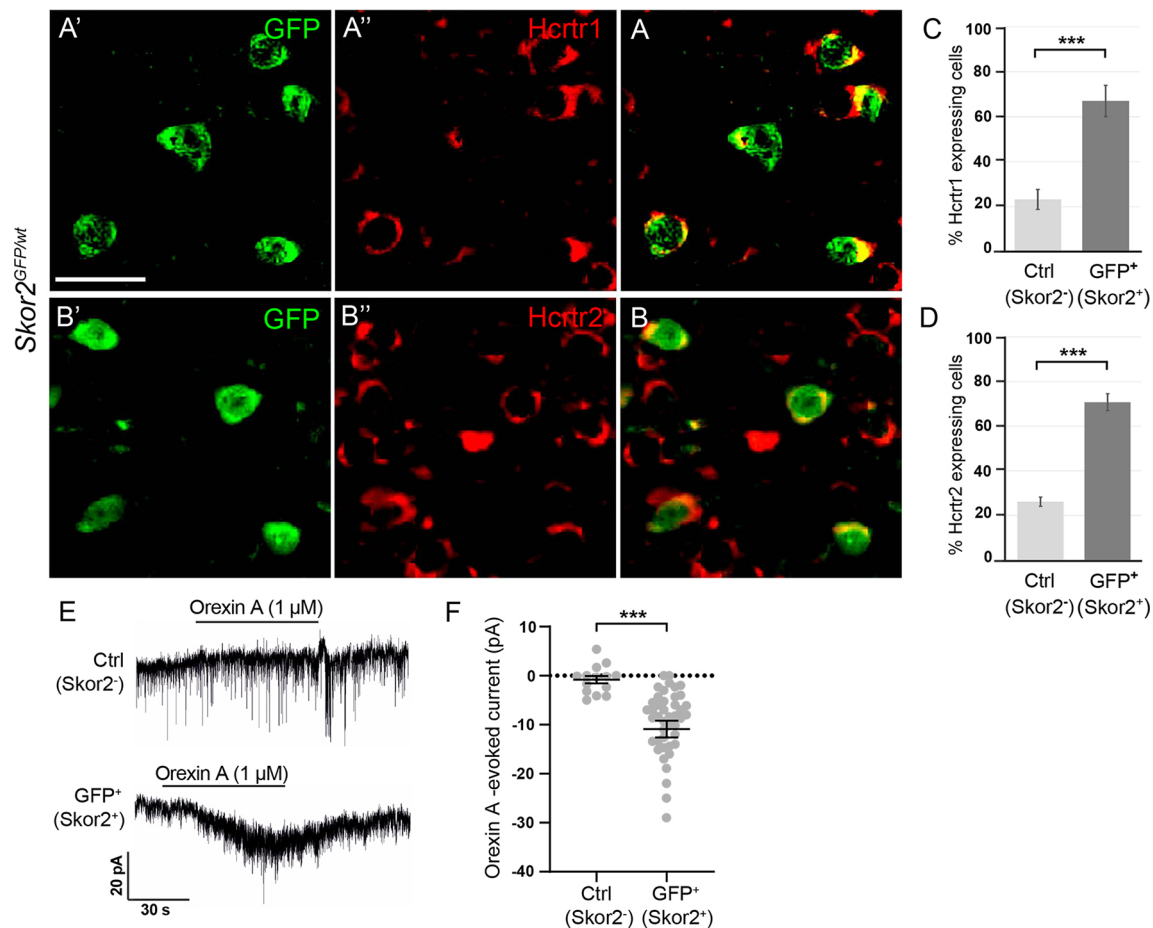 A’
GFP
A’’
Hcrtr1
A
Skor2GFP/wt
B’
GFP
B’’
Hcrtr2
B
C
% Hcrtr1 expressing cells
100
80
60
40
20
0
***
Ctrl
(Skor2-)
GFP+
(Skor2+)
D
% Hcrtr2 expressing cells
100
80
60
40
20
0
***
Ctrl
(Skor2-)
GFP+
(Skor2+)
E
Orexin A (1 µM)
Ctrl
(Skor2-)
Orexin A (1 µM)
GFP+
(Skor2+)
20 pA
30 s
F
Orexin A -evoked current (pA)
10
0
-10
-20
-30
-40
***
Ctrl
(Skor2-)
GFP+
(Skor2+)